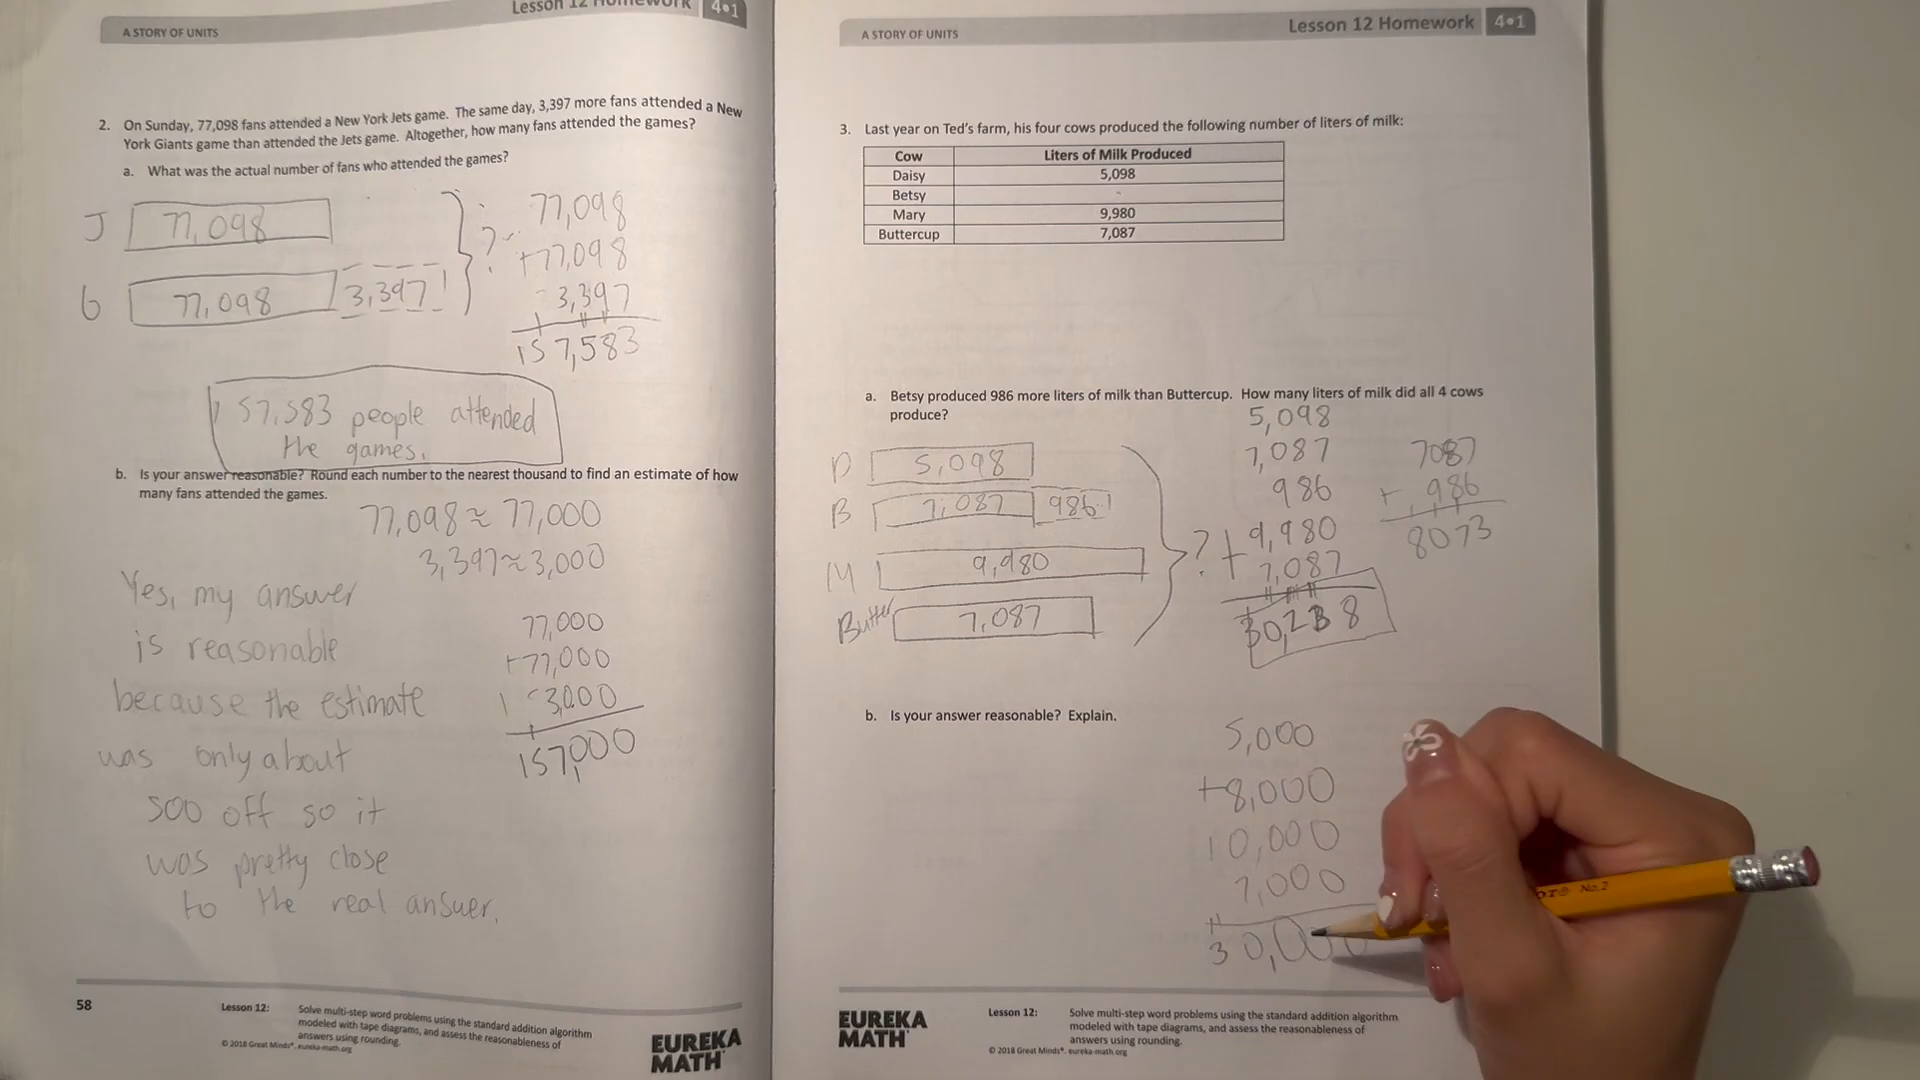 A STORY OF UNITS
Lesson 12 Homework 4•1
2. On Sunday, 77,098 fans attended a New York Jets game. The same day, 3,397 more fans attended a New
York Giants game than attended the Jets game. Altogether, how many fans attended the games?
a. What was the actual number of fans who attended the games?
J 77,098
G 77,098 3,397
?
77,098
+77,098
3,397
157,583
157,583 people attended
the games.
b. Is your answer reasonable? Round each number to the nearest thousand to find an estimate of how
many fans attended the games.
77,098≈77,000
3,397≈3,000
Yes, my answer
is reasonable
because the estimate
was only about
500 off so it
was pretty close
to the real answer.
77,000
+77,000
3,000
157,000
58
Lesson 12: Solve multi-step word problems using the standard addition algorithm
modeled with tape diagrams, and assess the reasonableness of
answers using rounding.
© 2018 Great Minds®. eureka-math.org
EUREKA
MATH
A STORY OF UNITS
Lesson 12 Homework 4•1
3. Last year on Ted's farm, his four cows produced the following number of liters of milk:
Cow Liters of Milk Produced
Daisy 5,098
Betsy
Mary 9,980
Buttercup 7,087
a. Betsy produced 986 more liters of milk than Buttercup. How many liters of milk did all 4 cows
produce?
D 5,098
B 7,087 986
M 9,980
Butter 7,087
?
5,098
7,087
986
+9,980
7,087
30,238
7087
+ 986
8073
b. Is your answer reasonable? Explain.
5,000
+8,000
10,000
7,000
30,000
No.2
EUREKA
MATH
Lesson 12: Solve multi-step word problems using the standard addition algorithm
modeled with tape diagrams, and assess the reasonableness of
answers using rounding.
© 2018 Great Minds®. eureka-math.org